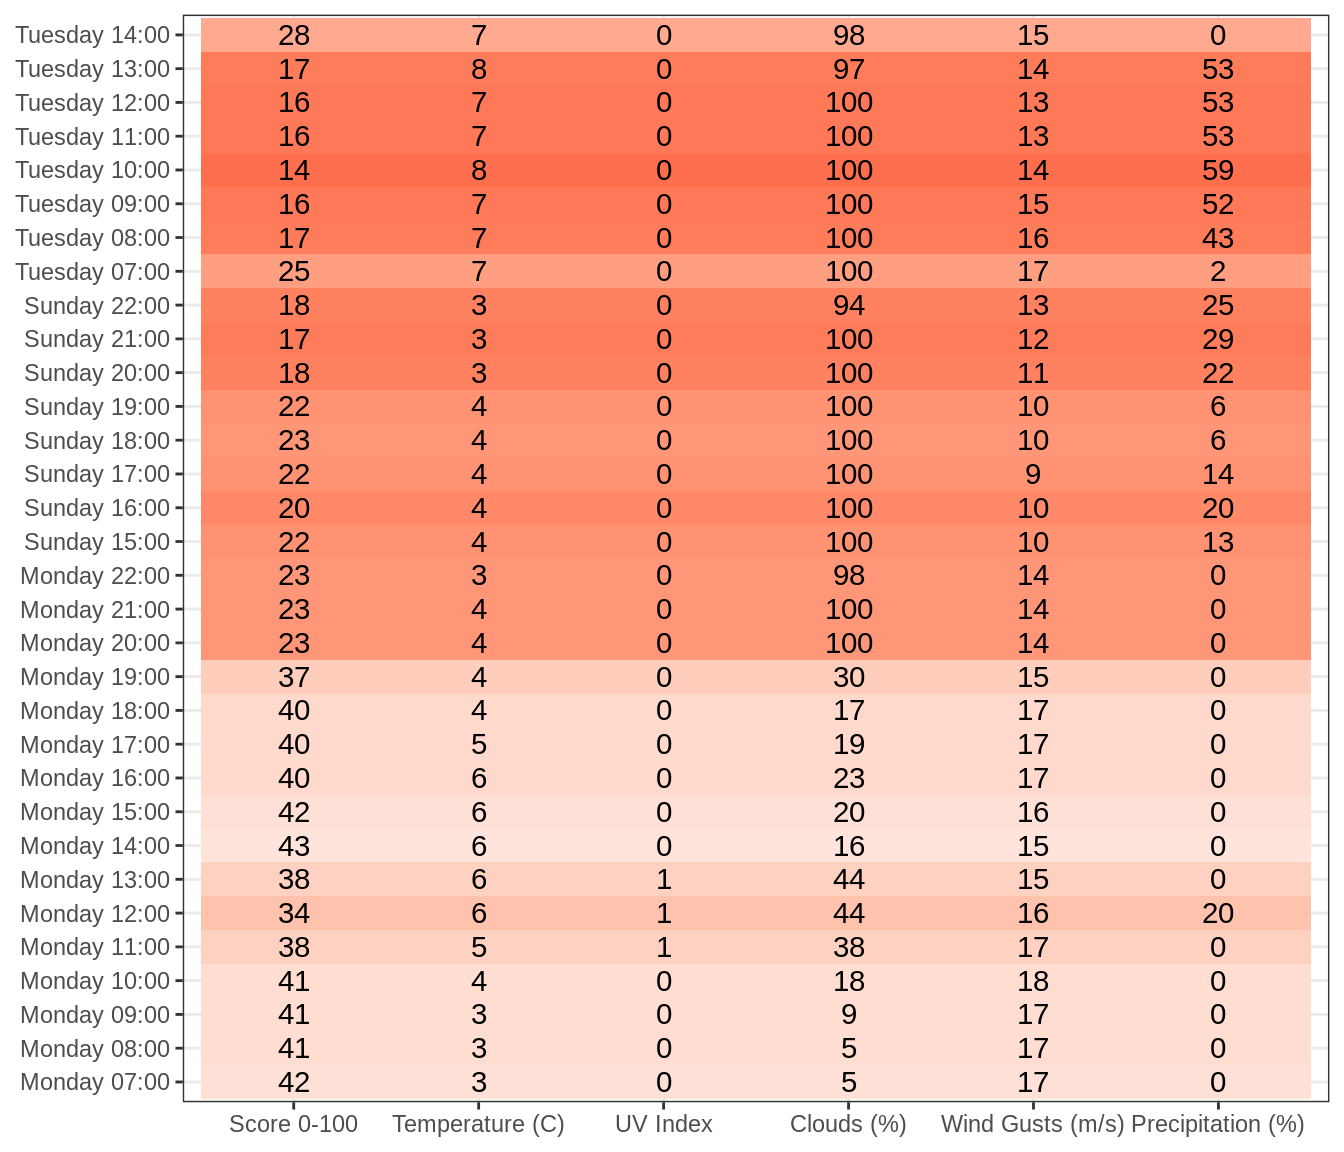 Tuesday 14:00 28 7 0 98 15 0
Tuesday 13:00 17 8 0 97 14 53
Tuesday 12:00 16 7 0 100 13 53
Tuesday 11:00 16 7 0 100 13 53
Tuesday 10:00 14 8 0 100 14 59
Tuesday 09:00 16 7 0 100 15 52
Tuesday 08:00 17 7 0 100 16 43
Tuesday 07:00 25 7 0 100 17 2
Sunday 22:00 18 3 0 94 13 25
Sunday 21:00 17 3 0 100 12 29
Sunday 20:00 18 3 0 100 11 22
Sunday 19:00 22 4 0 100 10 6
Sunday 18:00 23 4 0 100 10 6
Sunday 17:00 22 4 0 100 9 14
Sunday 16:00 20 4 0 100 10 20
Sunday 15:00 22 4 0 100 10 13
Monday 22:00 23 3 0 98 14 0
Monday 21:00 23 4 0 100 14 0
Monday 20:00 23 4 0 100 14 0
Monday 19:00 37 4 0 30 15 0
Monday 18:00 40 4 0 17 17 0
Monday 17:00 40 5 0 19 17 0
Monday 16:00 40 6 0 23 17 0
Monday 15:00 42 6 0 20 16 0
Monday 14:00 43 6 0 16 15 0
Monday 13:00 38 6 1 44 15 0
Monday 12:00 34 6 1 44 16 20
Monday 11:00 38 5 1 38 17 0
Monday 10:00 41 4 0 18 18 0
Monday 09:00 41 3 0 9 17 0
Monday 08:00 41 3 0 5 17 0
Monday 07:00 42 3 0 5 17 0
Score 0-100 Temperature (C) UV Index Clouds (%) Wind Gusts (m/s) Precipitation (%)